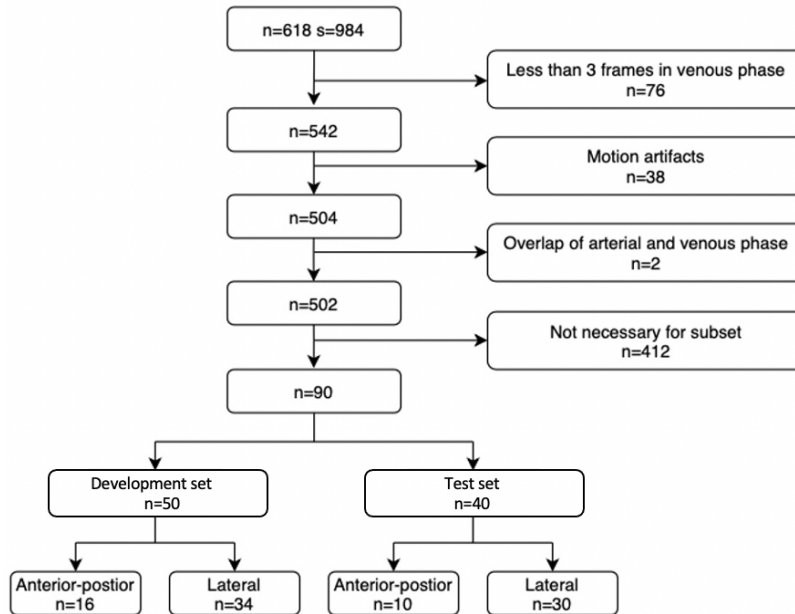 n=618 s=984
Less than 3 frames in venous phase
n=76
n=542
Motion artifacts
n=38
n=504
Overlap of arterial and venous phase
n=2
n=502
Not necessary for subset
n=412
n=90
Development set
n=50
Test set
n=40
Anterior-postior
n=16
Lateral
n=34
Anterior-postior
n=10
Lateral
n=30